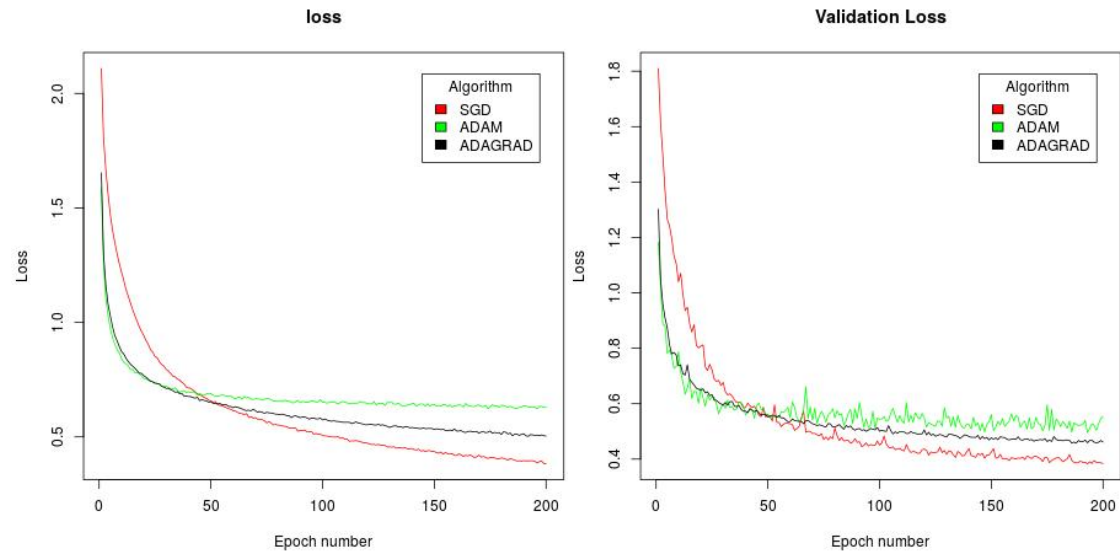 loss
Loss
2.0
1.5
1.0
0.5
0 50 100 150 200
Epoch number
Algorithm
SGD
ADAM
ADAGRAD
Validation Loss
Loss
1.8
1.6
1.4
1.2
1.0
0.8
0.6
0.4
0 50 100 150 200
Epoch number
Algorithm
SGD
ADAM
ADAGRAD